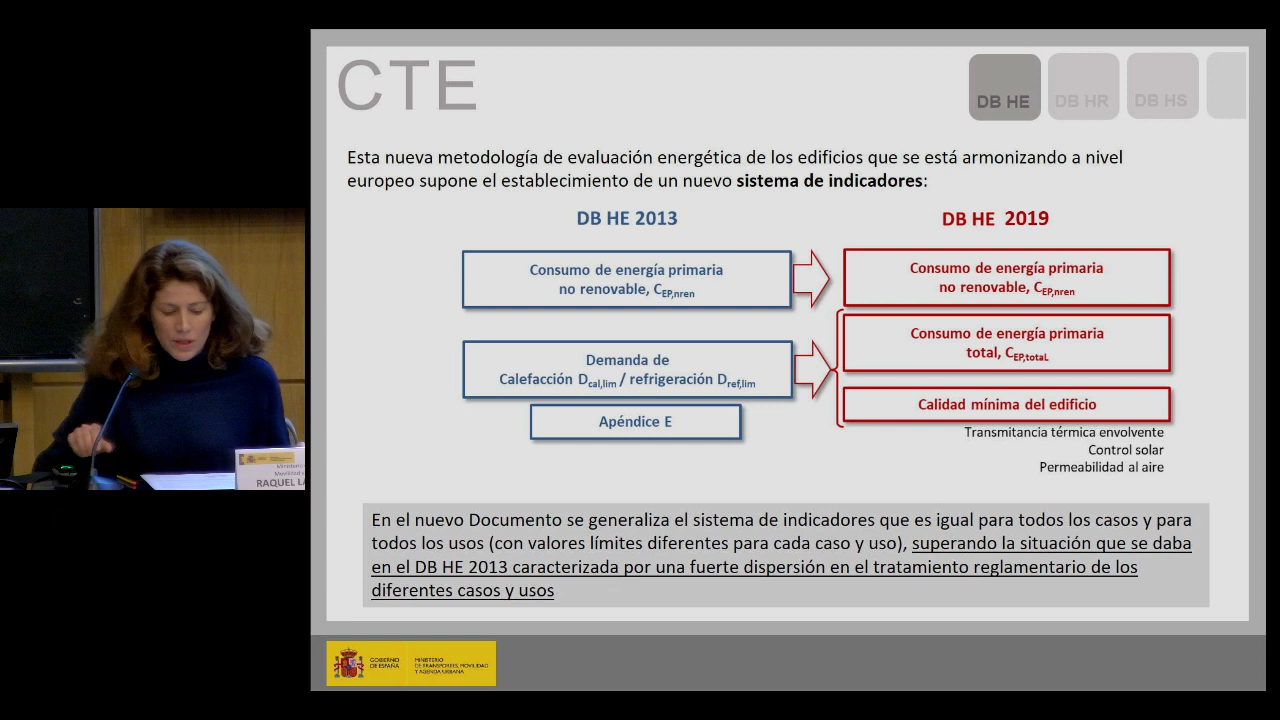 CTE
DB HE
DB HR
DB HS
Esta nueva metodología de evaluación energética de los edificios que se está armonizando a nivel
europeo supone el establecimiento de un nuevo sistema de indicadores:
DB HE 2013
DB HE 2019
Consumo de energía primaria
no renovable, CEP,nren
Consumo de energía primaria
no renovable, CEP,nren
Consumo de energía primaria
total, CEP,totaL
Demanda de
Calefacción Dcal,lim / refrigeración Dref,lim
Calidad mínima del edificio
Apéndice E
Transmitancia térmica envolvente
Control solar
Permeabilidad al aire
En el nuevo Documento se generaliza el sistema de indicadores que es igual para todos los casos y para
todos los usos (con valores límites diferentes para cada caso y uso), superando la situación que se daba
en el DB HE 2013 caracterizada por una fuerte dispersión en el tratamiento reglamentario de los
diferentes casos y usos
GOBIERNO
DE ESPAÑA
MINISTERIO
DE TRANSPORTES, MOVILIDAD
Y AGENDA URBANA
Ministerio
Movilidad
RAQUEL